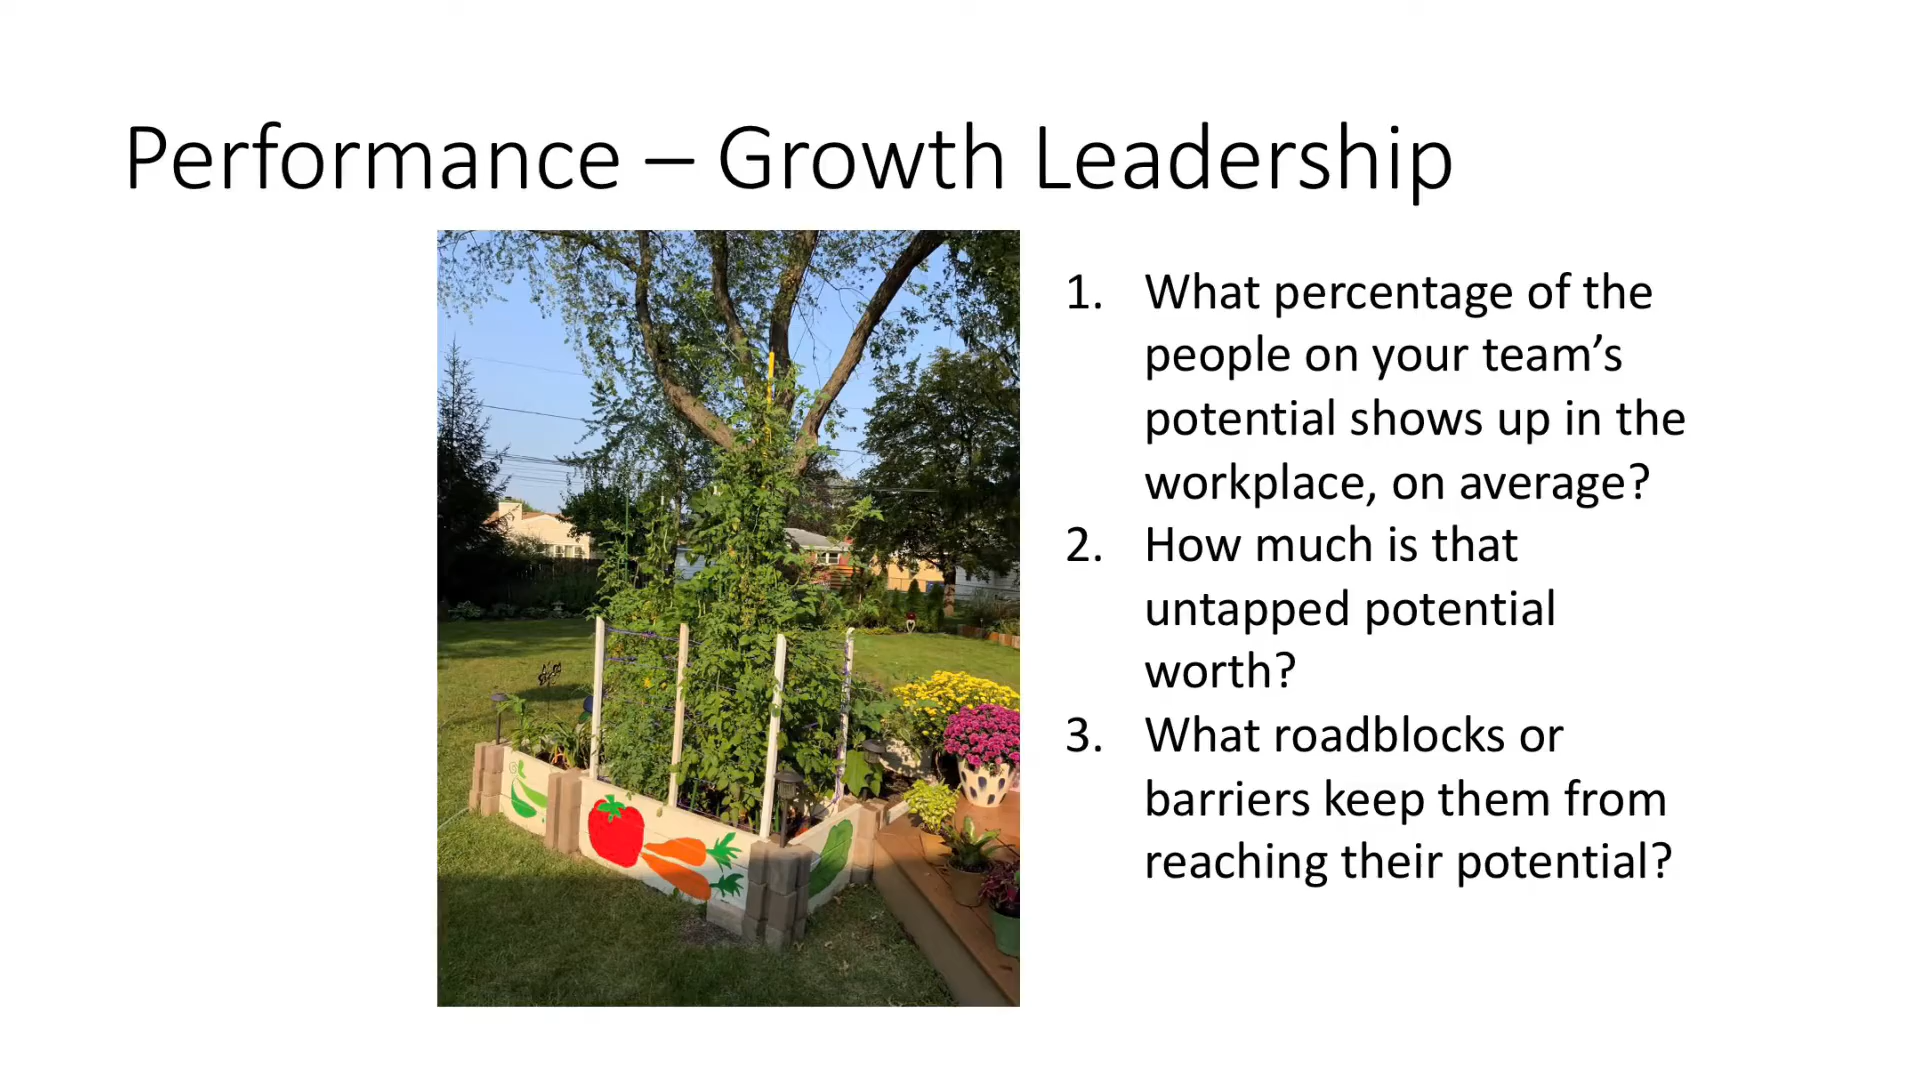 Performance – Growth Leadership
1. What percentage of the
people on your team’s
potential shows up in the
workplace, on average?
2. How much is that
untapped potential
worth?
3. What roadblocks or
barriers keep them from
reaching their potential?